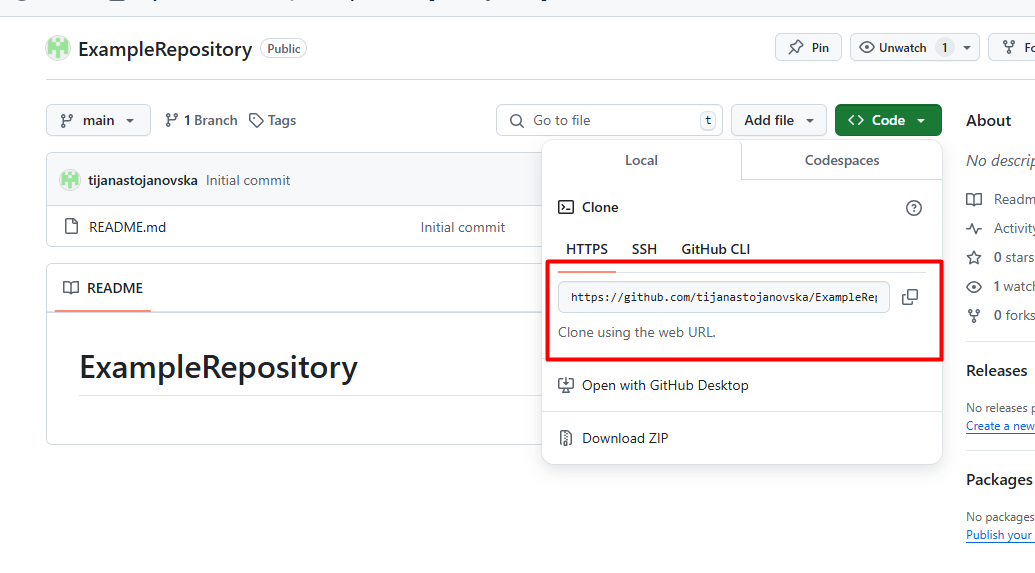 ExampleRepository Public
Pin
Unwatch 1
main
1 Branch
Tags
Go to file t
Add file
Code
tijanastojanovska Initial commit
README.md Initial commit
README
ExampleRepository
Local Codespaces
Clone
HTTPS SSH GitHub CLI
https://github.com/tijanastojanovska/ExampleRep
Clone using the web URL.
Open with GitHub Desktop
Download ZIP
About
No descrip
Readm
Activity
0 stars
1 watch
0 forks
Releases
No releases p
Create a new
Packages
No packages
Publish your